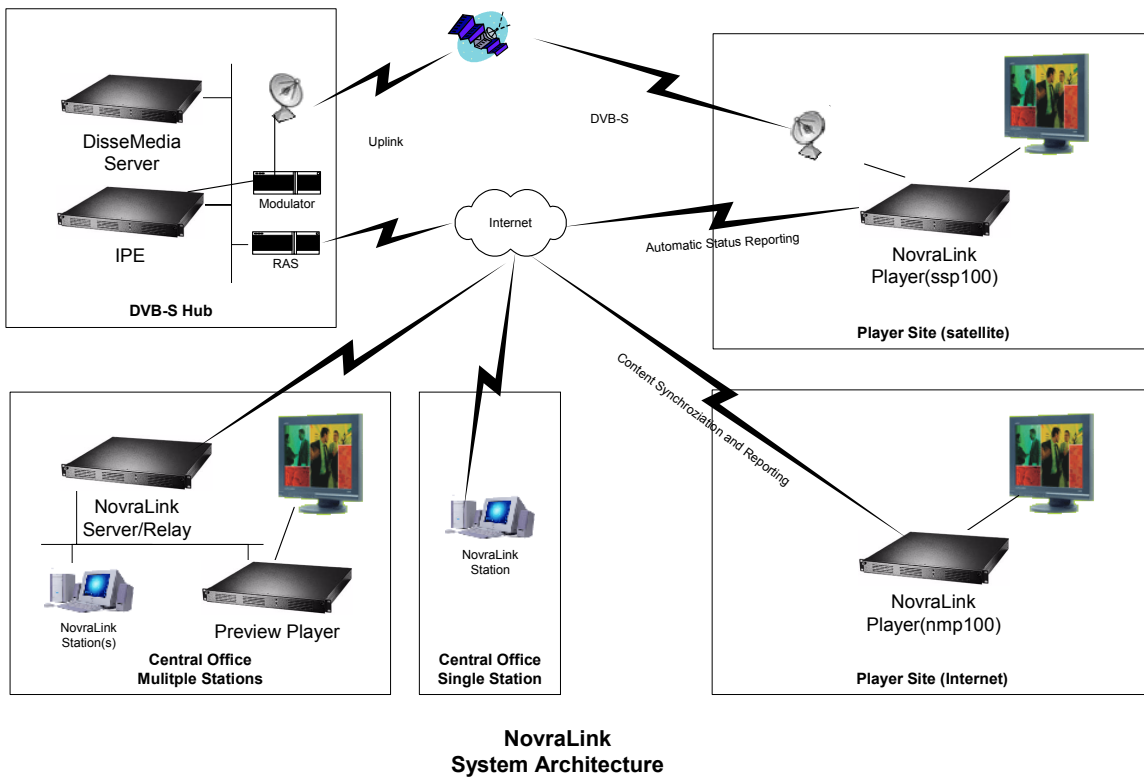 DisseMedia
Server
IPE
Modulator
RAS
DVB-S Hub
Uplink
DVB-S
Internet
Automatic Status Reporting
NovraLink
Player(ssp100)
Player Site (satellite)
Content Synchroziation and Reporting
NovraLink
Server/Relay
NovraLink
Station(s)
Preview Player
Central Office
Mulitple Stations
NovraLink
Station
Central Office
Single Station
NovraLink
Player(nmp100)
Player Site (Internet)
NovraLink
System Architecture